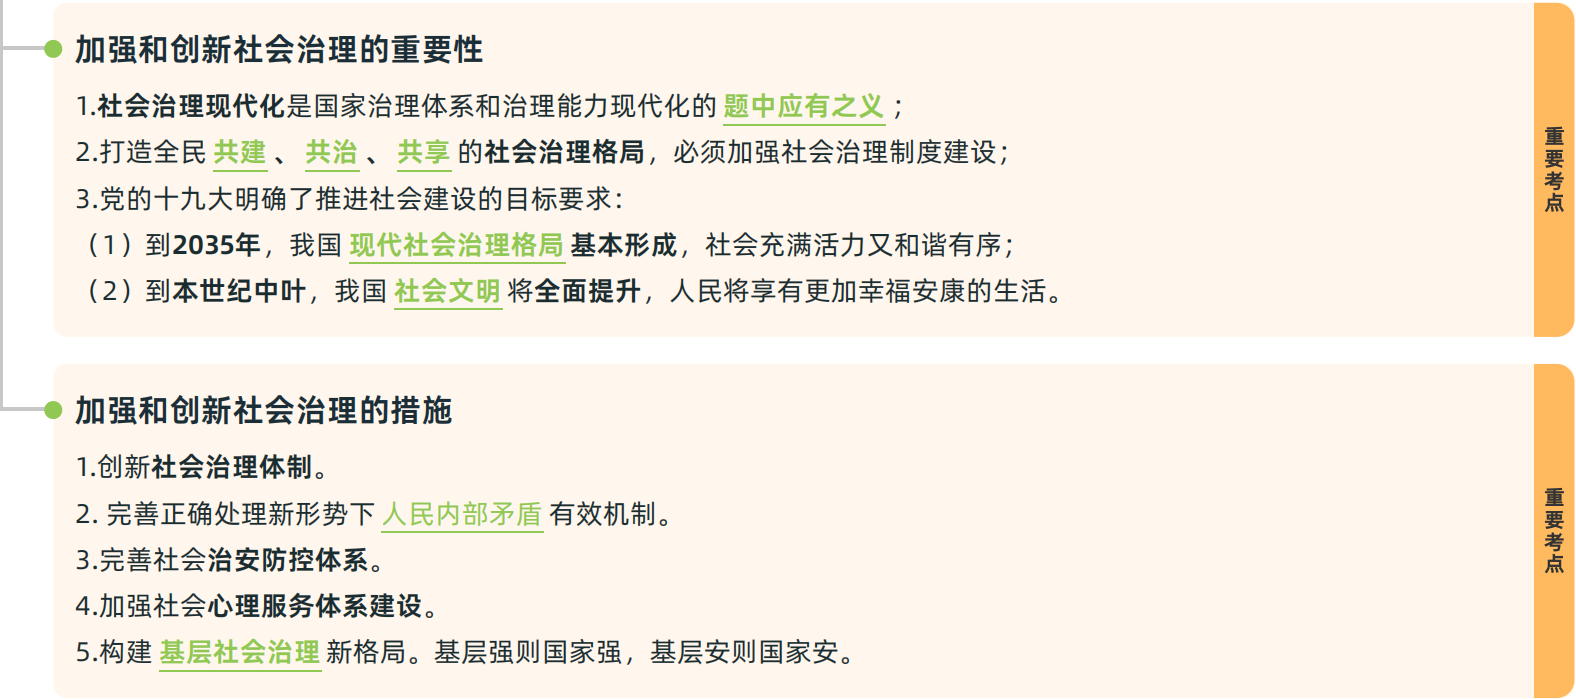 加强和创新社会治理的重要性
1.社会治理现代化是国家治理体系和治理能力现代化的 题中应有之义 ；
2.打造全民 共建 、 共治 、 共享 的社会治理格局，必须加强社会治理制度建设；
3.党的十九大明确了推进社会建设的目标要求：
（1）到2035年，我国 现代社会治理格局 基本形成，社会充满活力又和谐有序；
（2）到本世纪中叶，我国 社会文明 将全面提升，人民将享有更加幸福安康的生活。
重要考点
加强和创新社会治理的措施
1.创新社会治理体制。
2. 完善正确处理新形势下 人民内部矛盾 有效机制。
3.完善社会治安防控体系。
4.加强社会心理服务体系建设。
5.构建 基层社会治理 新格局。基层强则国家强，基层安则国家安。
重要考点